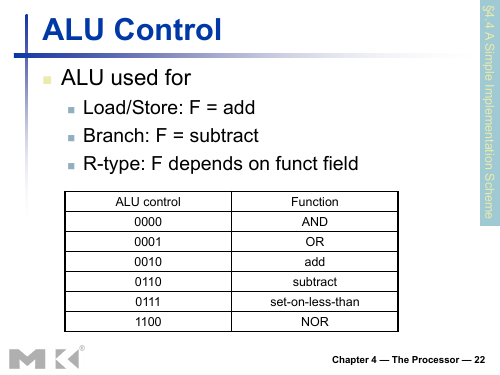 ALU Control
§4.4 A Simple Implementation Scheme
ALU used for
Load/Store: F = add
Branch: F = subtract
R-type: F depends on funct field
ALU control Function
0000 AND
0001 OR
0010 add
0110 subtract
0111 set-on-less-than
1100 NOR
MK®
Chapter 4 — The Processor — 22